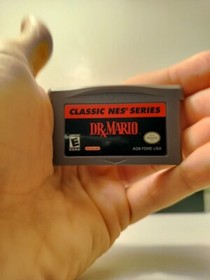 CLASSIC NES SERIES
DR. MARIO
E
AGB-FDME-USA